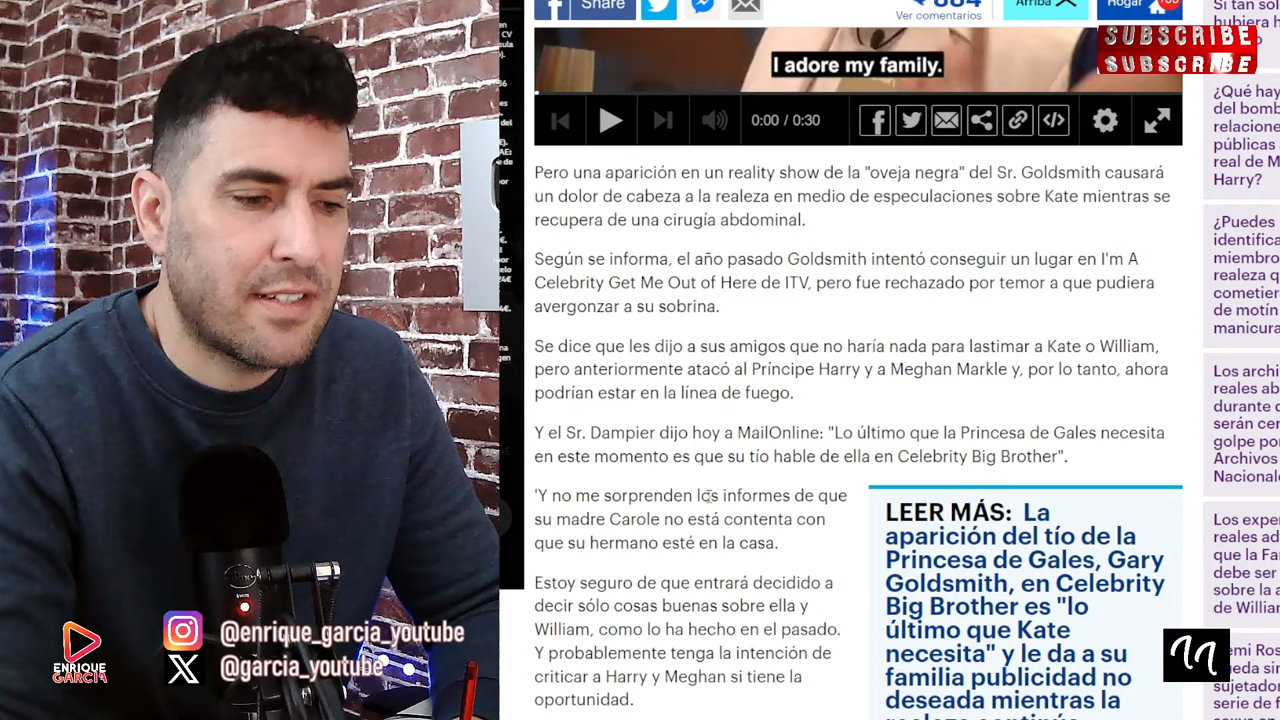 Share
884
Ver comentarios
Arriba
Hogar
I adore my family.
0:00 / 0:30
SUBSCRIBE
SUBSCRIBE
Pero una aparición en un reality show de la "oveja negra" del Sr. Goldsmith causará
un dolor de cabeza a la realeza en medio de especulaciones sobre Kate mientras se
recupera de una cirugía abdominal.
Según se informa, el año pasado Goldsmith intentó conseguir un lugar en I'm A
Celebrity Get Me Out of Here de ITV, pero fue rechazado por temor a que pudiera
avergonzar a su sobrina.
Se dice que les dijo a sus amigos que no haría nada para lastimar a Kate o William,
pero anteriormente atacó al Príncipe Harry y a Meghan Markle y, por lo tanto, ahora
podrían estar en la línea de fuego.
Y el Sr. Dampier dijo hoy a MailOnline: "Lo último que la Princesa de Gales necesita
en este momento es que su tío hable de ella en Celebrity Big Brother".
'Y no me sorprenden los informes de que
su madre Carole no está contenta con
que su hermano esté en la casa.
Estoy seguro de que entrará decidido a
decir sólo cosas buenas sobre ella y
William, como lo ha hecho en el pasado.
Y probablemente tenga la intención de
criticar a Harry y Meghan si tiene la
oportunidad.
LEER MÁS: La
aparición del tío de la
Princesa de Gales, Gary
Goldsmith, en Celebrity
Big Brother es "lo
último que Kate
necesita" y le da a su
familia publicidad no
deseada mientras la
Si tan sol
hubiera h
¿Qué hay
del bomb
relacione
públicas
real de M
Harry?
¿Puedes
identifica
miembro
realeza q
cometier
de motín
manicura
Los archi
reales ab
durante
serán cer
golpe po
Archivos
Nacional
Los exper
reales ad
que la Fa
debe ser
sobre la a
de William
ENRIQUE
GARCIA
@enrique_garcia_youtube
@garcia_youtube